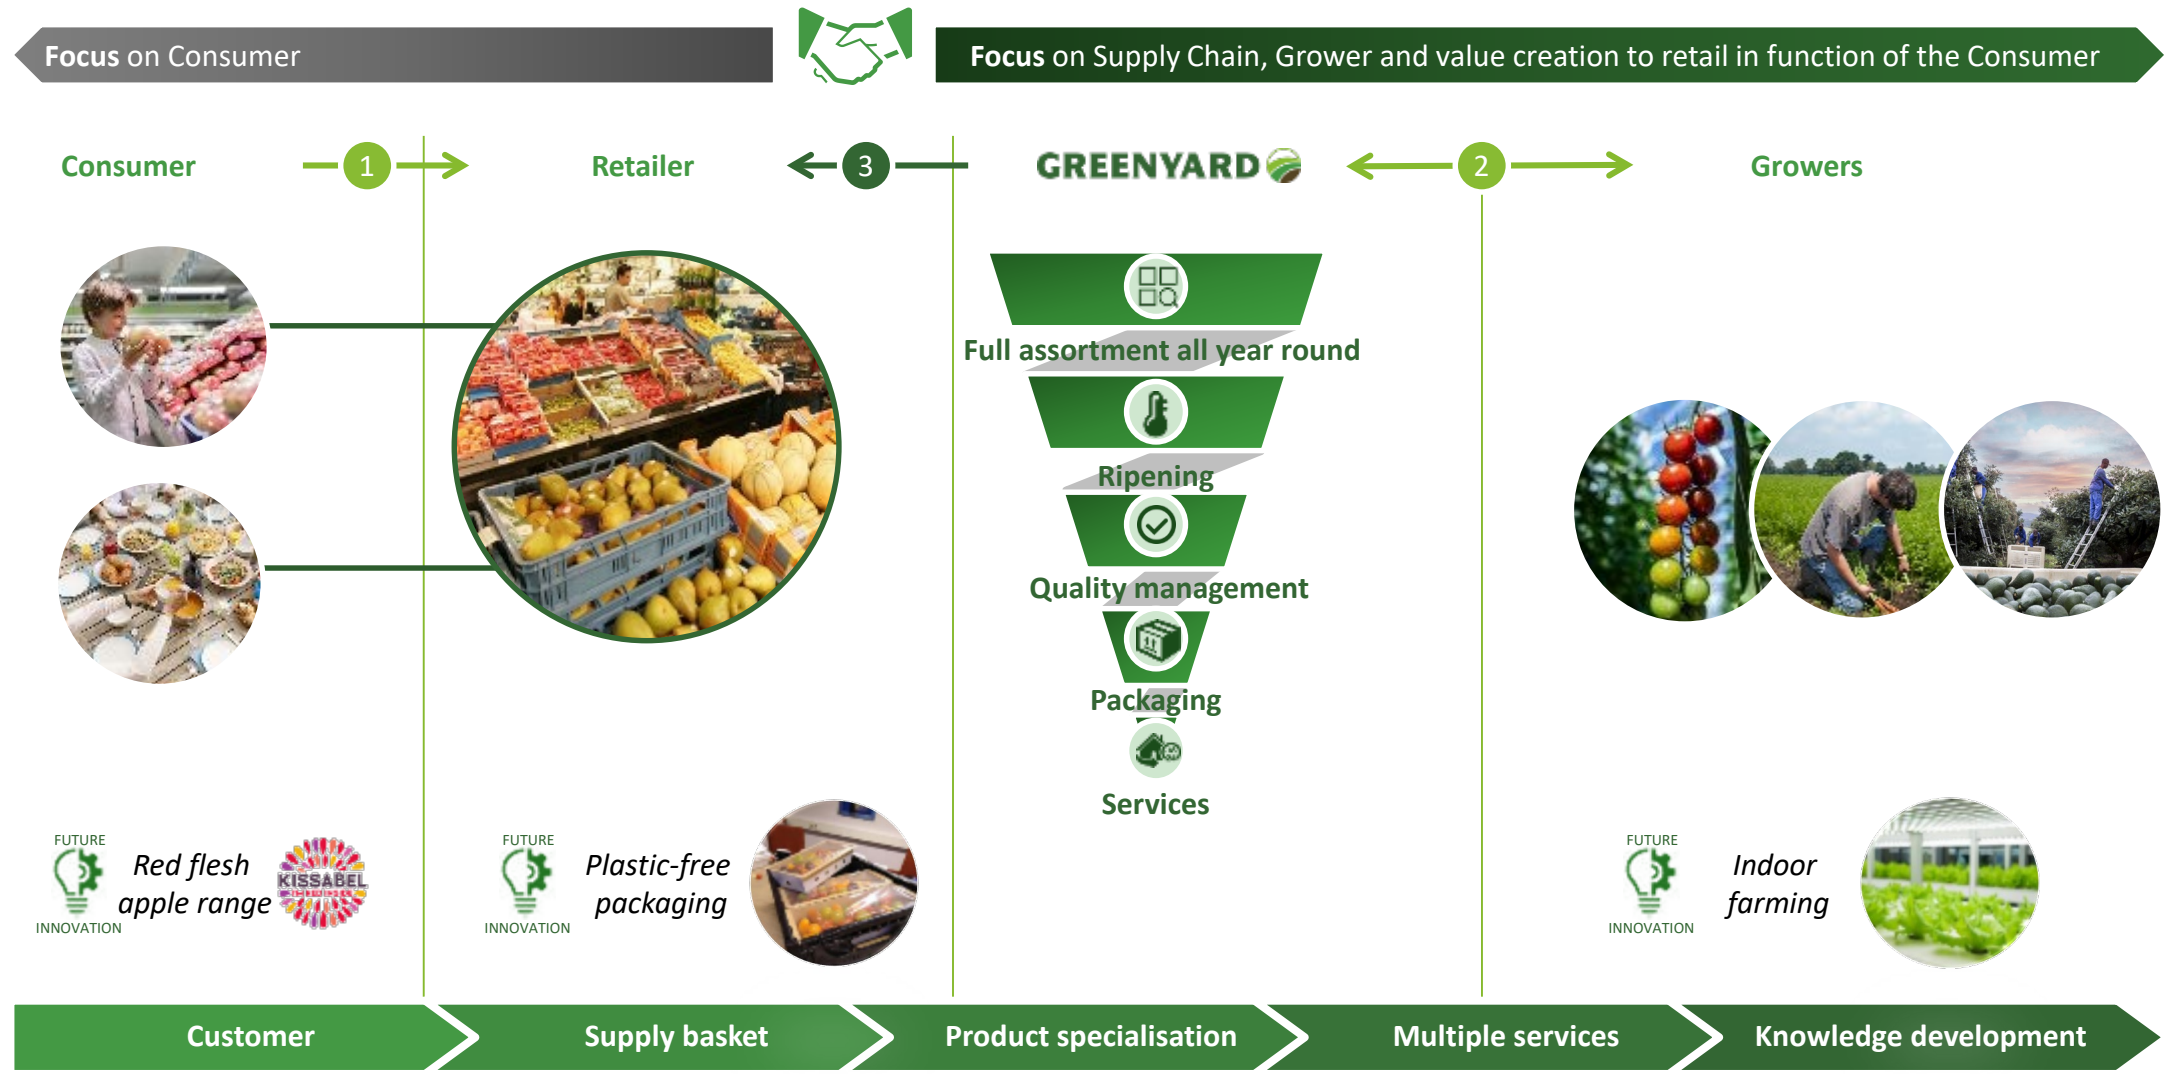 Focus on Consumer
Focus on Supply Chain, Grower and value creation to retail in function of the Consumer
Consumer
1
Retailer
3
GREENYARD
2
Growers
Full assortment all year round
Ripening
Quality management
Packaging
Services
FUTURE
INNOVATION
Red flesh
apple range
KISSABEL
FUTURE
INNOVATION
Plastic-free
packaging
FUTURE
INNOVATION
Indoor
farming
Customer
Supply basket
Product specialisation
Multiple services
Knowledge development